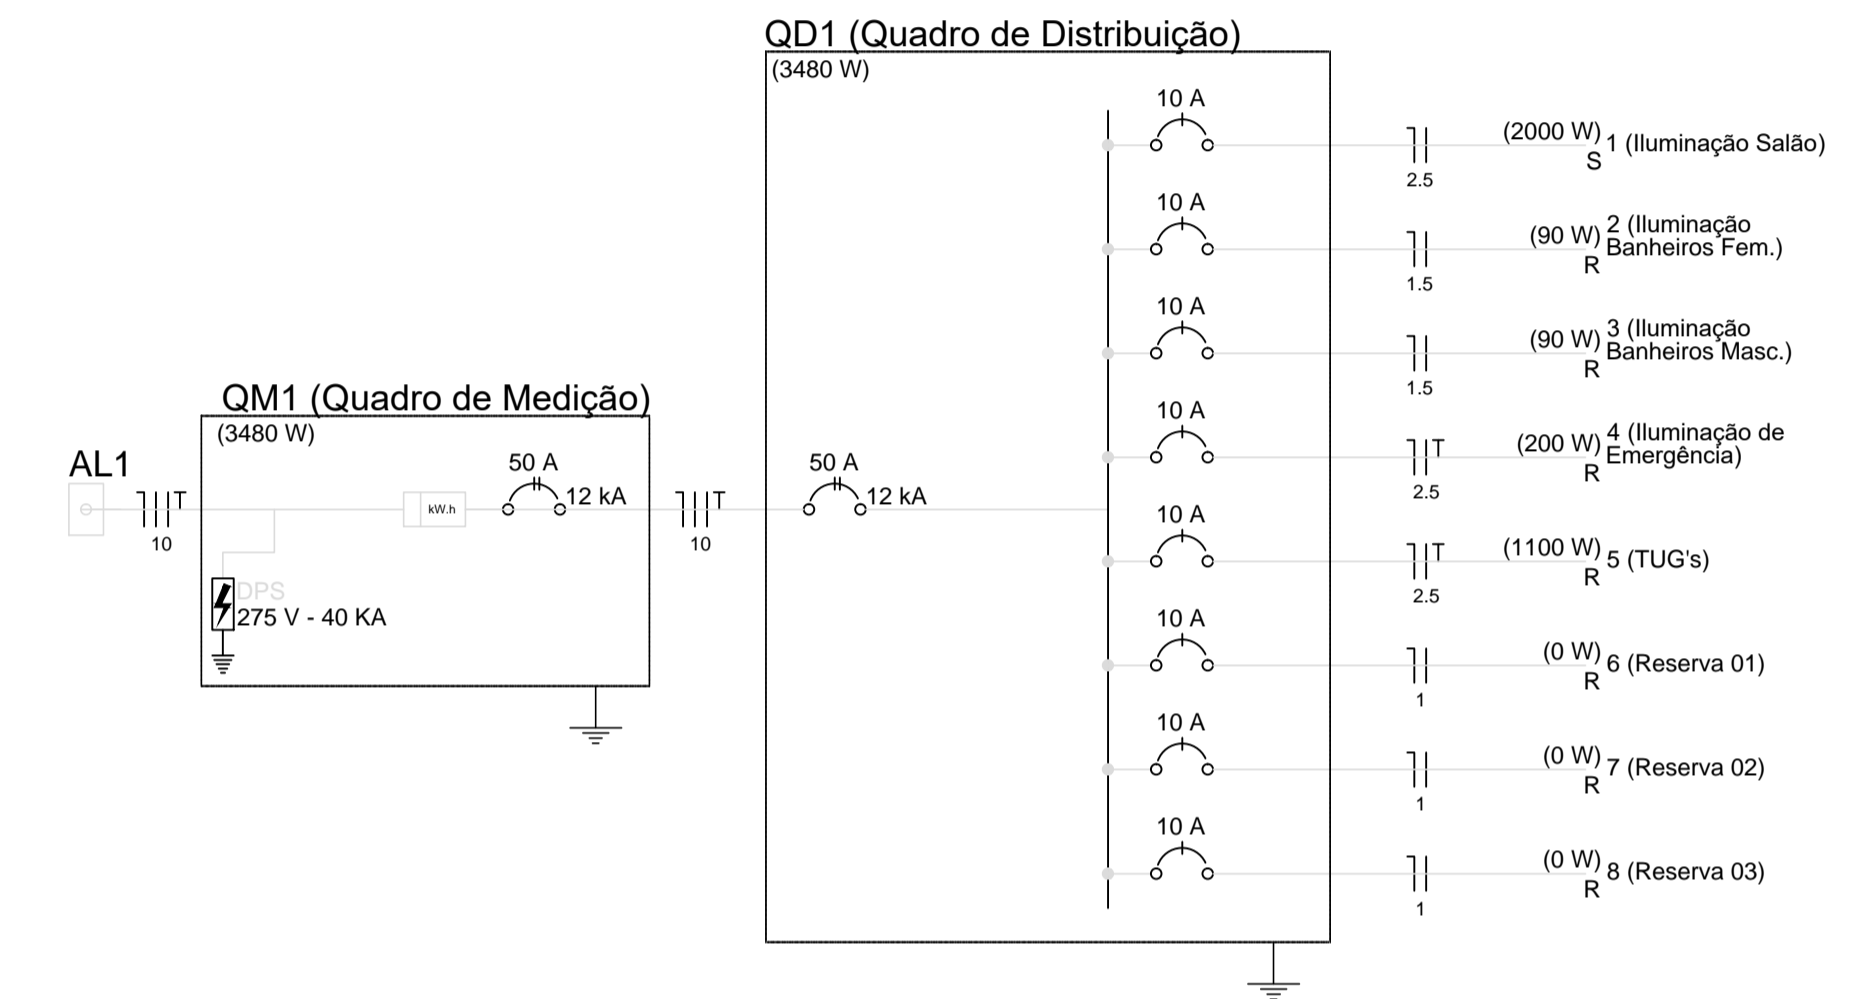 QD1 (Quadro de Distribuição)
(3480 W)
10 A
(2000 W)
S
1 (Iluminação Salão)
2.5
10 A
(90 W)
R
2 (Iluminação
Banheiros Fem.)
1.5
10 A
(90 W)
R
3 (Iluminação
Banheiros Masc.)
1.5
QM1 (Quadro de Medição)
(3480 W)
AL1
10
kW.h
50 A
12 kA
10
50 A
12 kA
DPS
275 V - 40 KA
10 A
T
(200 W)
R
4 (Iluminação de
Emergência)
2.5
10 A
T
(1100 W)
R
5 (TUG's)
2.5
10 A
(0 W)
R
6 (Reserva 01)
1
10 A
(0 W)
R
7 (Reserva 02)
1
10 A
(0 W)
R
8 (Reserva 03)
1